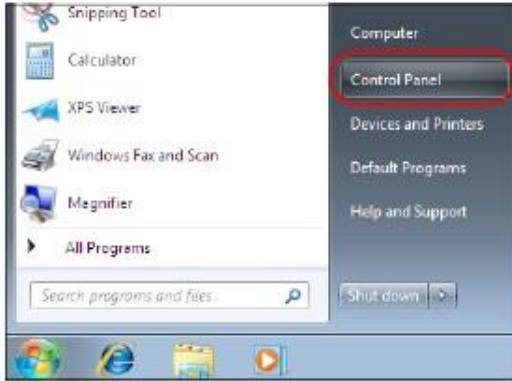 Snipping Tool
Calculator
XPS Viewer
Windows Fax and Scan
Magnifier
All Programs
Search programs and files
Computer
Control Panel
Devices and Printers
Default Programs
Help and Support
Shut down